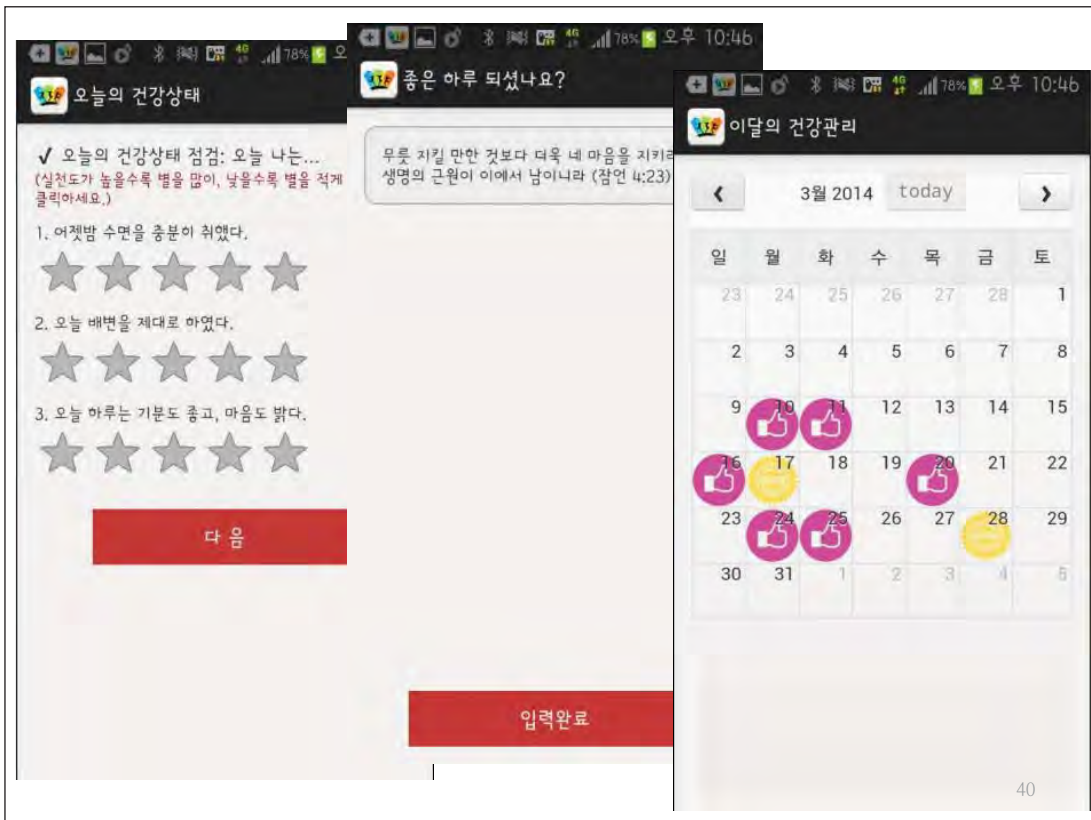 78% 오
오늘의 건강상태
✓ 오늘의 건강상태 점검: 오늘 나는...
(실천도가 높을수록 별을 많이, 낮을수록 별을 적게
클릭하세요.)
1. 어젯밤 수면을 충분히 취했다.
2. 오늘 배변을 제대로 하였다.
3. 오늘 하루는 기분도 좋고, 마음도 밝다.
다 음
4G 78% 오후 10:46
좋은 하루 되셨나요?
무릇 지킬 만한 것보다 더욱 네 마음을 지키라
생명의 근원이 이에서 남이니라 (잠언 4:23)
입력완료
4G 78% 오후 10:46
이달의 건강관리
3월 2014 today
일 월 화 수 목 금 토
23 24 25 26 27 28 1
2 3 4 5 6 7 8
9 10 11 12 13 14 15
16 17 18 19 20 21 22
23 24 25 26 27 28 29
30 31 1 2 3 4 5
40